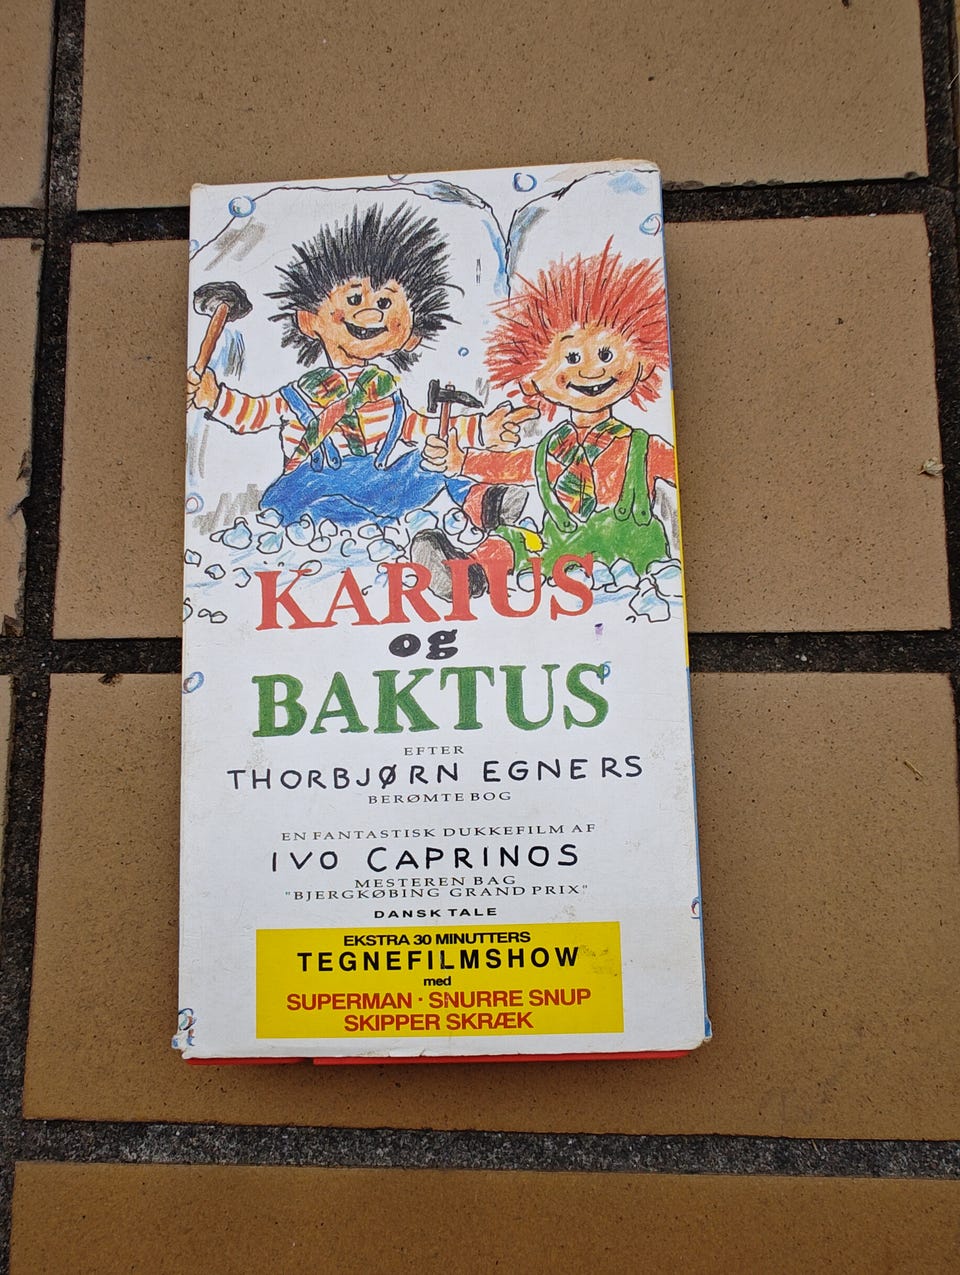 KARIUS
og
BAKTUS
EFTER
THORBJØRN EGNERS
BERØMTE BOG
EN FANTASTISK DUKKEFILM AF
IVO CAPRINOS
MESTEREN BAG
"BJERGKØBING GRAND PRIX"
DANSK TALE
EKSTRA 30 MINUTTERS
TEGNEFILMSHOW
med
SUPERMAN · SNURRE SNUP
SKIPPER SKRÆK